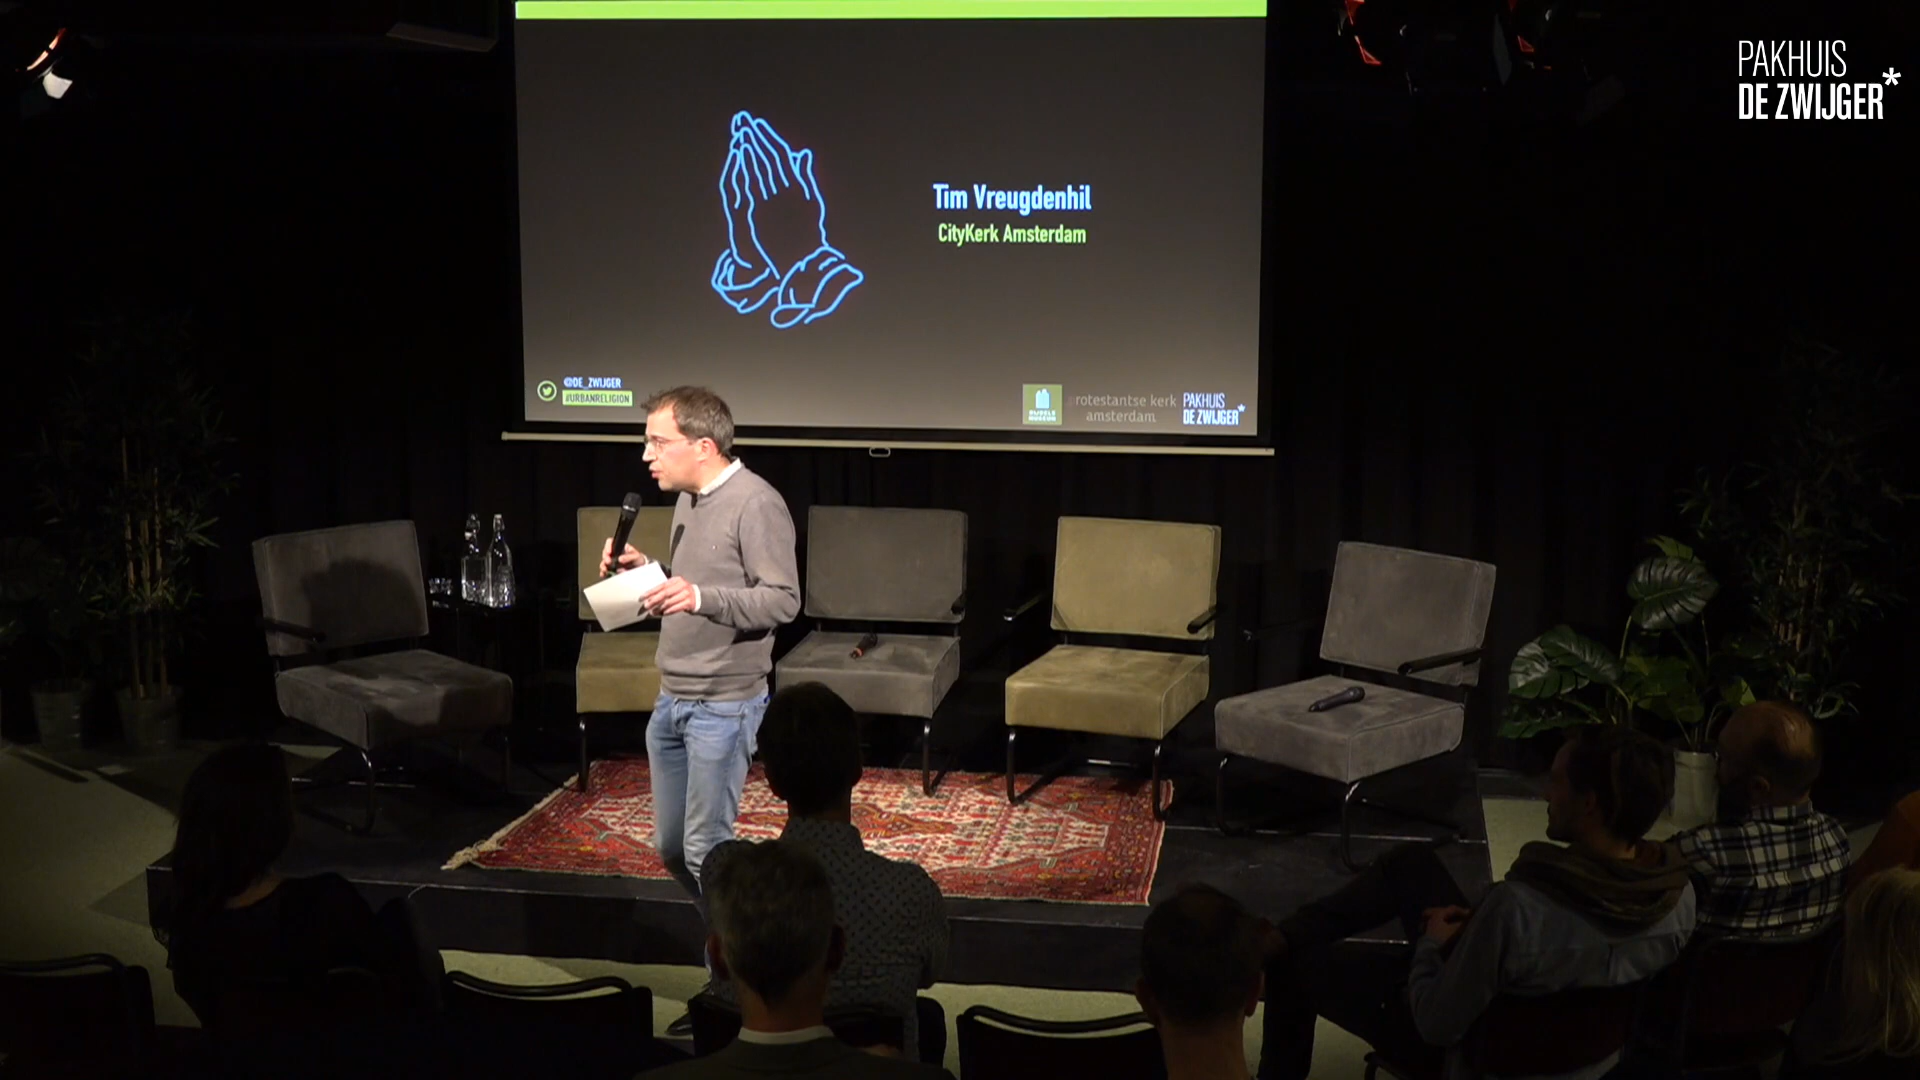 PAKHUIS
DE ZWIJGER*
Tim Vreugdenhil
CityKerk Amsterdam
@DE_ZWIJGER
#URBANRELIGION
rotestantse kerk
amsterdam
PAKHUIS
DE ZWIJGER*